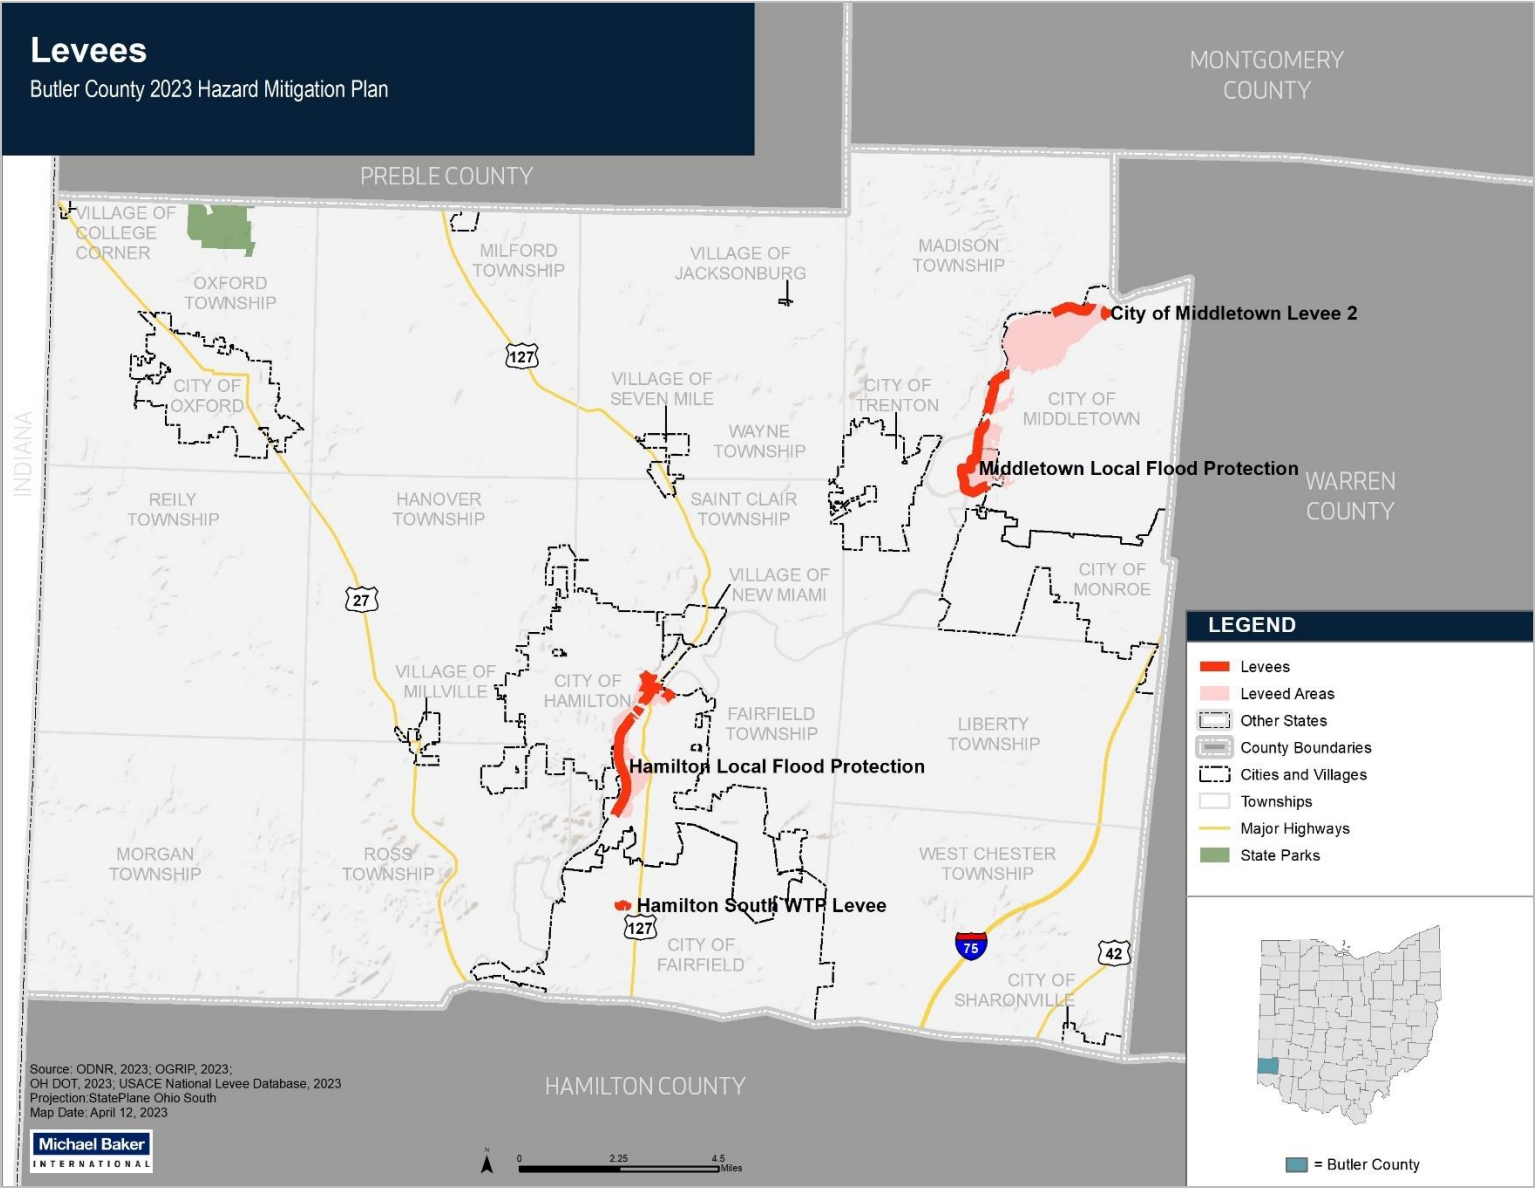 Levees
Butler County 2023 Hazard Mitigation Plan
MONTGOMERY
COUNTY
PREBLE COUNTY
VILLAGE OF
COLLEGE
CORNER
OXFORD
TOWNSHIP
MILFORD
TOWNSHIP
VILLAGE OF
JACKSONBURG
MADISON
TOWNSHIP
City of Middletown Levee 2
127
CITY OF
OXFORD
VILLAGE OF
SEVEN MILE
CITY OF
TRENTON
CITY OF
MIDDLETOWN
INDIANA
WAYNE
TOWNSHIP
Middletown Local Flood Protection
WARREN
COUNTY
REILY
TOWNSHIP
HANOVER
TOWNSHIP
SAINT CLAIR
TOWNSHIP
VILLAGE OF
NEW MIAMI
CITY OF
MONROE
27
VILLAGE OF
MILLVILLE
CITY OF
HAMILTON
FAIRFIELD
TOWNSHIP
LIBERTY
TOWNSHIP
Hamilton Local Flood Protection
MORGAN
TOWNSHIP
ROSS
TOWNSHIP
WEST CHESTER
TOWNSHIP
Hamilton South WTP Levee
127
CITY OF
FAIRFIELD
75
42
CITY OF
SHARONVILLE
HAMILTON COUNTY
LEGEND
Levees
Leveed Areas
Other States
County Boundaries
Cities and Villages
Townships
Major Highways
State Parks
= Butler County
Source: ODNR, 2023; OGRIP, 2023;
OH DOT, 2023; USACE National Levee Database, 2023
Projection:StatePlane Ohio South
Map Date: April 12, 2023
Michael Baker
INTERNATIONAL
N
0 2.25 4.5
Miles